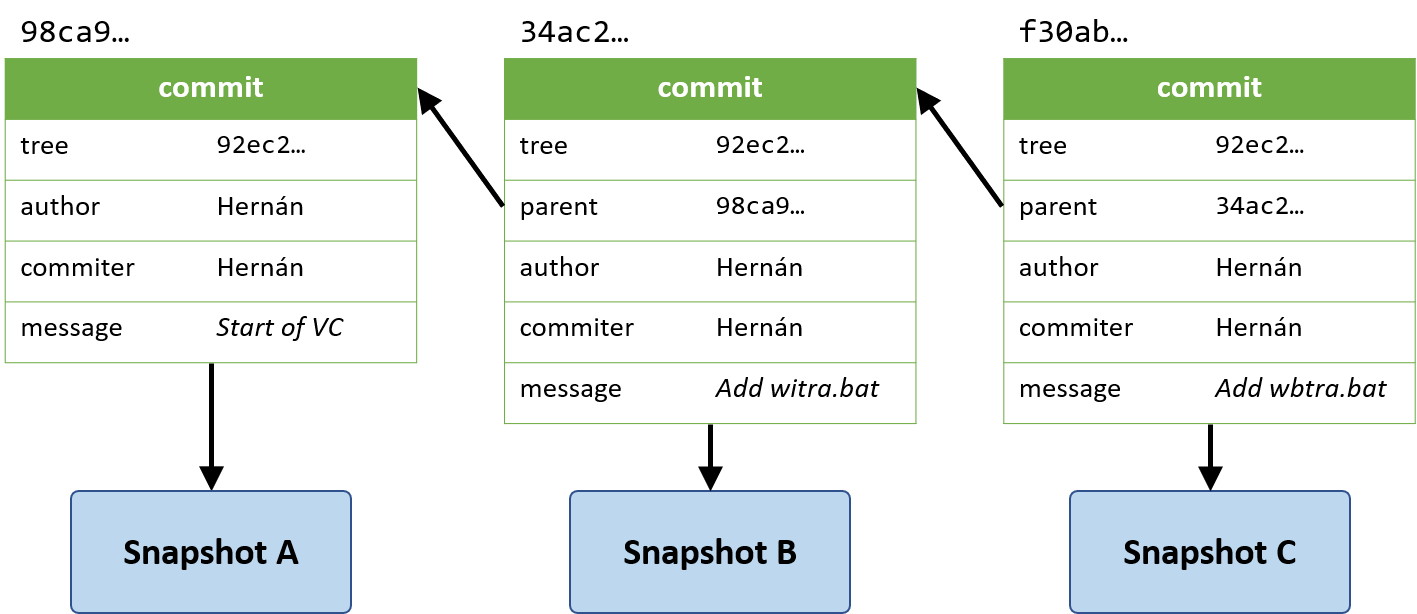 98ca9…
commit
tree 92ec2…
author Hernán
commiter Hernán
message Start of VC
Snapshot A
34ac2…
commit
tree 92ec2…
parent 98ca9…
author Hernán
commiter Hernán
message Add witra.bat
Snapshot B
f30ab…
commit
tree 92ec2…
parent 34ac2…
author Hernán
commiter Hernán
message Add wbtra.bat
Snapshot C